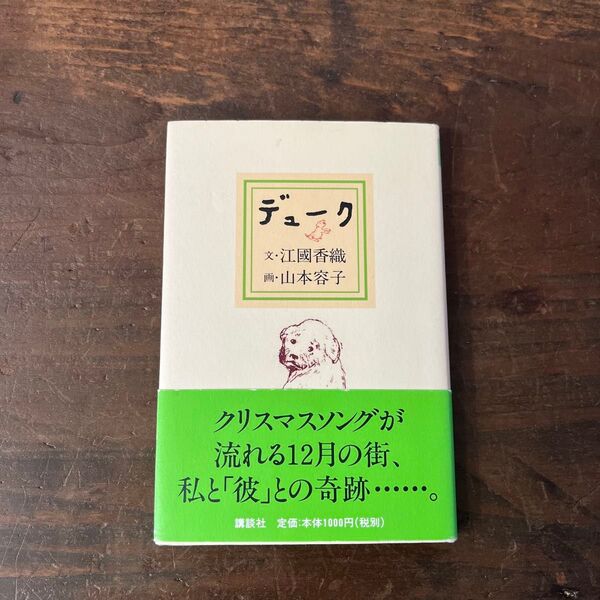 デューク
文・江國香織
画・山本容子
クリスマスソングが
流れる12月の街、
私と「彼」との奇跡……。
講談社 定価:本体1000円(税別)